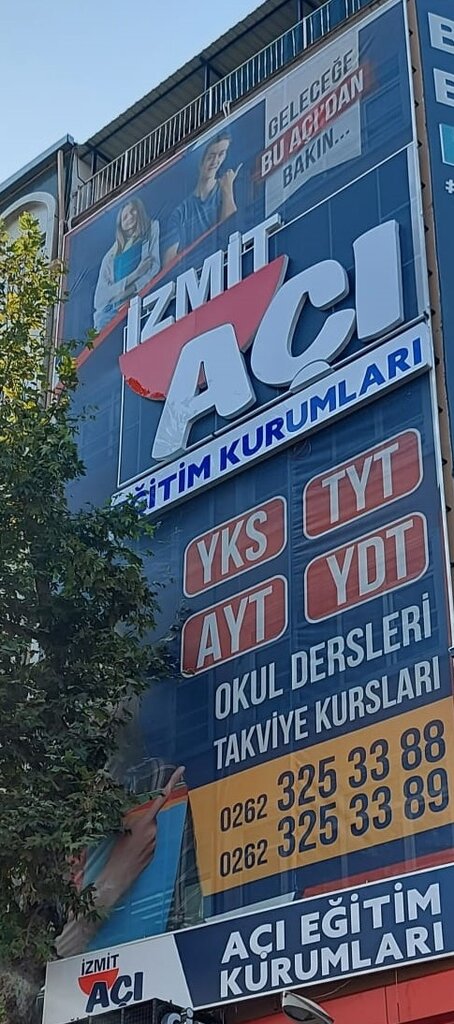 GELECEĞE
BU AÇI'DAN
BAKIN...
İZMİT
AÇI
EĞİTİM KURUMLARI
YKS TYT
AYT YDT
OKUL DERSLERİ
TAKVİYE KURSLARI
0262 325 33 88
0262 325 33 89
İZMİT
AÇI
AÇI EĞİTİM
KURUMLARI